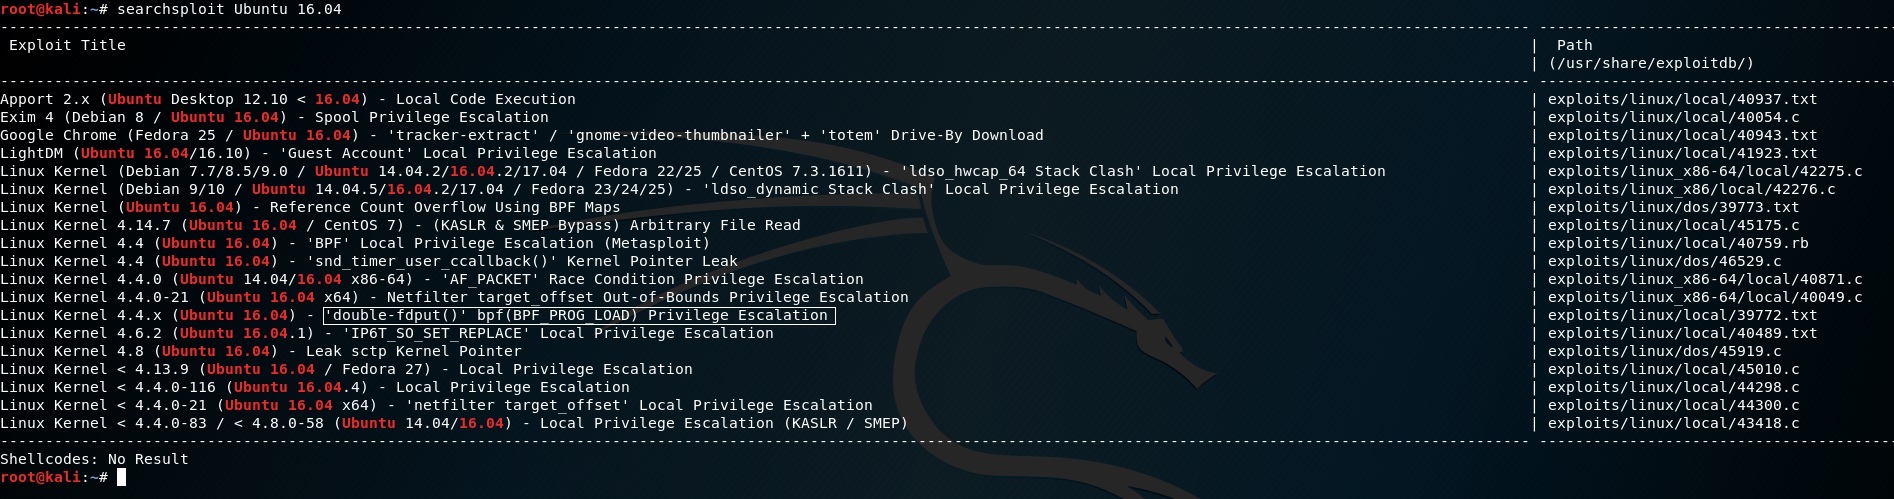 root@kali:~# searchsploit Ubuntu 16.04
--------------------------------------------------------------------------- ---------------------------------------
Exploit Title | Path
| (/usr/share/exploitdb/)
--------------------------------------------------------------------------- ---------------------------------------
Apport 2.x (Ubuntu Desktop 12.10 < 16.04) - Local Code Execution | exploits/linux/local/40937.txt
Exim 4 (Debian 8 / Ubuntu 16.04) - Spool Privilege Escalation | exploits/linux/local/40054.c
Google Chrome (Fedora 25 / Ubuntu 16.04) - 'tracker-extract' / 'gnome-video-thumbnailer' + 'totem' Drive-By Download | exploits/linux/local/40943.txt
LightDM (Ubuntu 16.04/16.10) - 'Guest Account' Local Privilege Escalation | exploits/linux/local/41923.txt
Linux Kernel (Debian 7.7/8.5/9.0 / Ubuntu 14.04.2/16.04.2/17.04 / Fedora 22/25 / CentOS 7.3.1611) - 'ldso_hwcap_64 Stack Clash' Local Privilege Escalation | exploits/linux_x86-64/local/42275.c
Linux Kernel (Debian 9/10 / Ubuntu 14.04.5/16.04.2/17.04 / Fedora 23/24/25) - 'ldso_dynamic Stack Clash' Local Privilege Escalation | exploits/linux_x86/local/42276.c
Linux Kernel (Ubuntu 16.04) - Reference Count Overflow Using BPF Maps | exploits/linux/dos/39773.txt
Linux Kernel 4.14.7 (Ubuntu 16.04 / CentOS 7) - (KASLR & SMEP Bypass) Arbitrary File Read | exploits/linux/local/45175.c
Linux Kernel 4.4 (Ubuntu 16.04) - 'BPF' Local Privilege Escalation (Metasploit) | exploits/linux/local/40759.rb
Linux Kernel 4.4 (Ubuntu 16.04) - 'snd_timer_user_ccallback()' Kernel Pointer Leak | exploits/linux/dos/46529.c
Linux Kernel 4.4.0 (Ubuntu 14.04/16.04 x86-64) - 'AF_PACKET' Race Condition Privilege Escalation | exploits/linux_x86-64/local/40871.c
Linux Kernel 4.4.0-21 (Ubuntu 16.04 x64) - Netfilter target_offset Out-of-Bounds Privilege Escalation | exploits/linux_x86-64/local/40049.c
Linux Kernel 4.4.x (Ubuntu 16.04) - 'double-fdput()' bpf(BPF_PROG_LOAD) Privilege Escalation | exploits/linux/local/39772.txt
Linux Kernel 4.6.2 (Ubuntu 16.04.1) - 'IP6T_SO_SET_REPLACE' Local Privilege Escalation | exploits/linux/local/40489.txt
Linux Kernel 4.8 (Ubuntu 16.04) - Leak sctp Kernel Pointer | exploits/linux/dos/45919.c
Linux Kernel < 4.13.9 (Ubuntu 16.04 / Fedora 27) - Local Privilege Escalation | exploits/linux/local/45010.c
Linux Kernel < 4.4.0-116 (Ubuntu 16.04.4) - Local Privilege Escalation | exploits/linux/local/44298.c
Linux Kernel < 4.4.0-21 (Ubuntu 16.04 x64) - 'netfilter target_offset' Local Privilege Escalation | exploits/linux/local/44300.c
Linux Kernel < 4.4.0-83 / < 4.8.0-58 (Ubuntu 14.04/16.04) - Local Privilege Escalation (KASLR / SMEP) | exploits/linux/local/43418.c
--------------------------------------------------------------------------- ---------------------------------------
Shellcodes: No Result
root@kali:~#